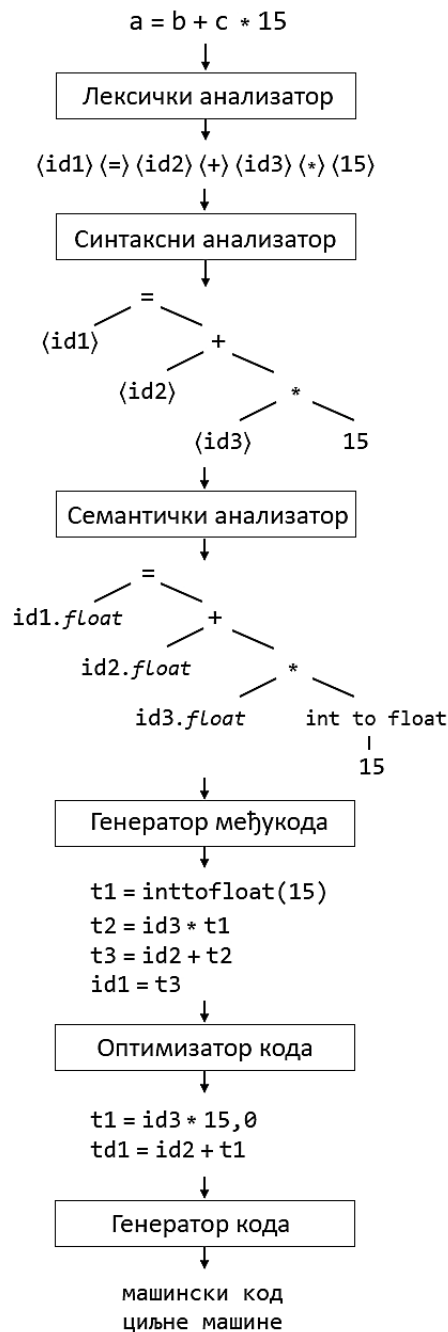 a = b + c * 15
Лексички анализатор
⟨id1⟩ ⟨=⟩ ⟨id2⟩ ⟨+⟩ ⟨id3⟩ ⟨*⟩ ⟨15⟩
Синтаксни анализатор
=
⟨id1⟩ +
⟨id2⟩ *
⟨id3⟩ 15
Семантички анализатор
=
id1.float +
id2.float *
id3.float int to float
15
Генератор међукода
t1 = inttofloat(15)
t2 = id3 * t1
t3 = id2 + t2
id1 = t3
Оптимизатор кода
t1 = id3 * 15,0
td1 = id2 + t1
Генератор кода
машински код
циљне машине